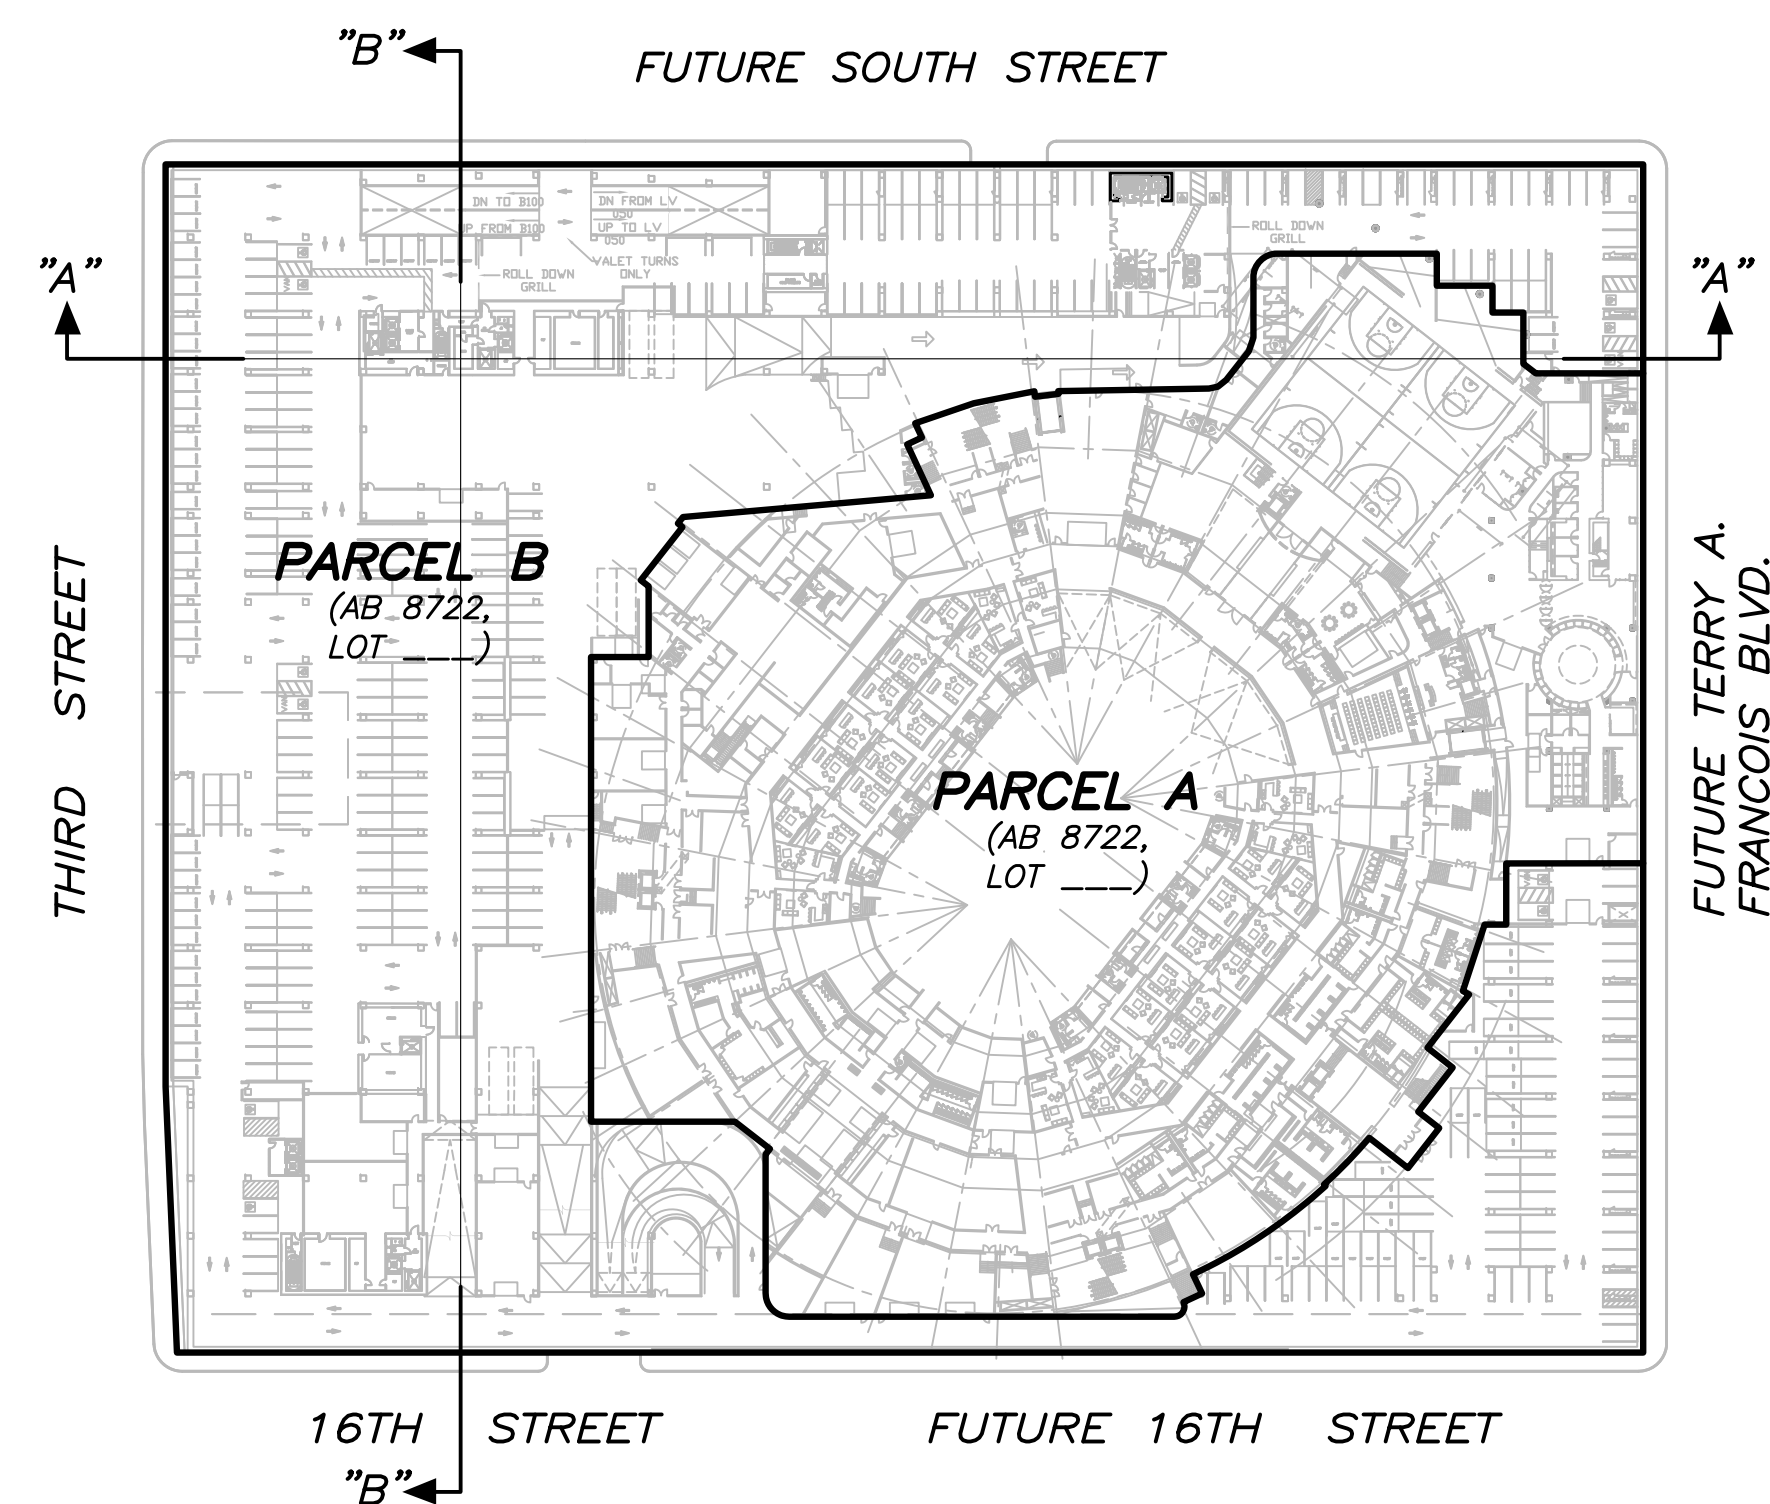 "B"
FUTURE SOUTH STREET
"A"
"A"
DN TO B100
UP FROM B100
DN FROM LV
050
UP TO LV
050
VALET TURNS
ONLY
ROLL DOWN
GRILL
ROLL DOWN
GRILL
PARCEL B
(AB 8722,
LOT ___)
PARCEL A
(AB 8722,
LOT ___)
THIRD STREET
FUTURE TERRY A.
FRANCOIS BLVD.
16TH STREET
FUTURE 16TH STREET
"B"